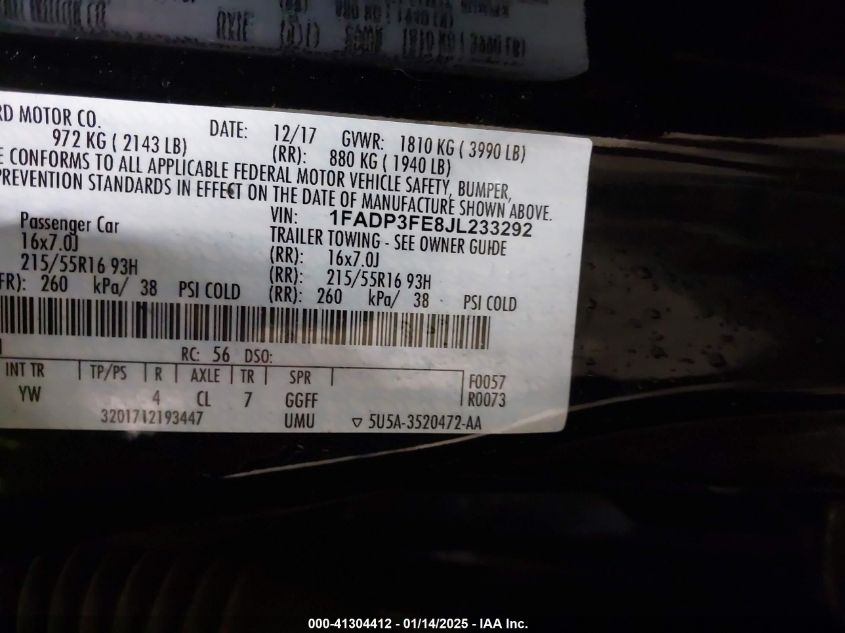 AXLE 1810 KG ( 3990 LB)
RD MOTOR CO. DATE: 12/17 GVWR: 1810 KG ( 3990 LB)
972 KG ( 2143 LB) (RR): 880 KG ( 1940 LB)
E CONFORMS TO ALL APPLICABLE FEDERAL MOTOR VEHICLE SAFETY, BUMPER,
PREVENTION STANDARDS IN EFFECT ON THE DATE OF MANUFACTURE SHOWN ABOVE.
VIN: 1FADP3FE8JL233292
Passenger Car TRAILER TOWING - SEE OWNER GUIDE
16x7.0J (RR): 16x7.0J
215/55R16 93H (RR): 215/55R16 93H
FR): 260 kPa/ 38 PSI COLD (RR): 260 kPa/ 38 PSI COLD
RC: 56 DSO:
INT TR TP/PS R AXLE TR SPR F0057
YW 4 CL 7 GGFF R0073
3201712193447 UMU ▽ 5U5A-3520472-AA
000-41304412 - 01/14/2025 - IAA Inc.